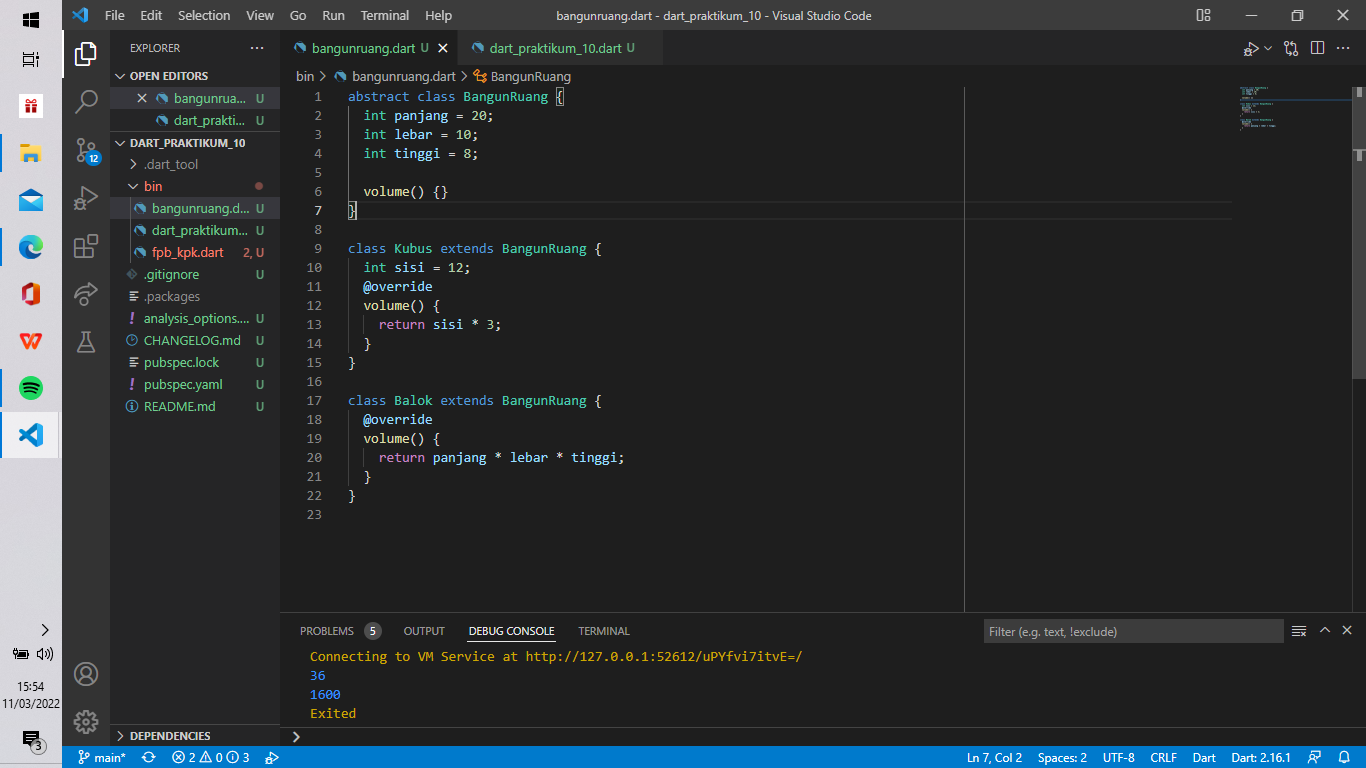 File Edit Selection View Go Run Terminal Help bangunruang.dart - dart_praktikum_10 - Visual Studio Code
EXPLORER
OPEN EDITORS
bangunrua... U
dart_prakti... U
DART_PRAKTIKUM_10
.dart_tool
bin
bangunruang.d... U
dart_praktikum... U
fpb_kpk.dart 2, U
.gitignore U
.packages
analysis_options.... U
CHANGELOG.md U
pubspec.lock U
pubspec.yaml U
README.md U
DEPENDENCIES
12
bangunruang.dart U dart_praktikum_10.dart U
bin > bangunruang.dart > BangunRuang
1 abstract class BangunRuang {
2 int panjang = 20;
3 int lebar = 10;
4 int tinggi = 8;
5
6 volume() {}
7 }
8
9 class Kubus extends BangunRuang {
10 int sisi = 12;
11 @override
12 volume() {
13 return sisi * 3;
14 }
15 }
16
17 class Balok extends BangunRuang {
18 @override
19 volume() {
20 return panjang * lebar * tinggi;
21 }
22 }
23
PROBLEMS 5 OUTPUT DEBUG CONSOLE TERMINAL Filter (e.g. text, !exclude)
Connecting to VM Service at http://127.0.0.1:52612/uPYfvi7itvE=/
36
1600
Exited
15:54
11/03/2022
3
main* 2 0 3 Ln 7, Col 2 Spaces: 2 UTF-8 CRLF Dart Dart: 2.16.1